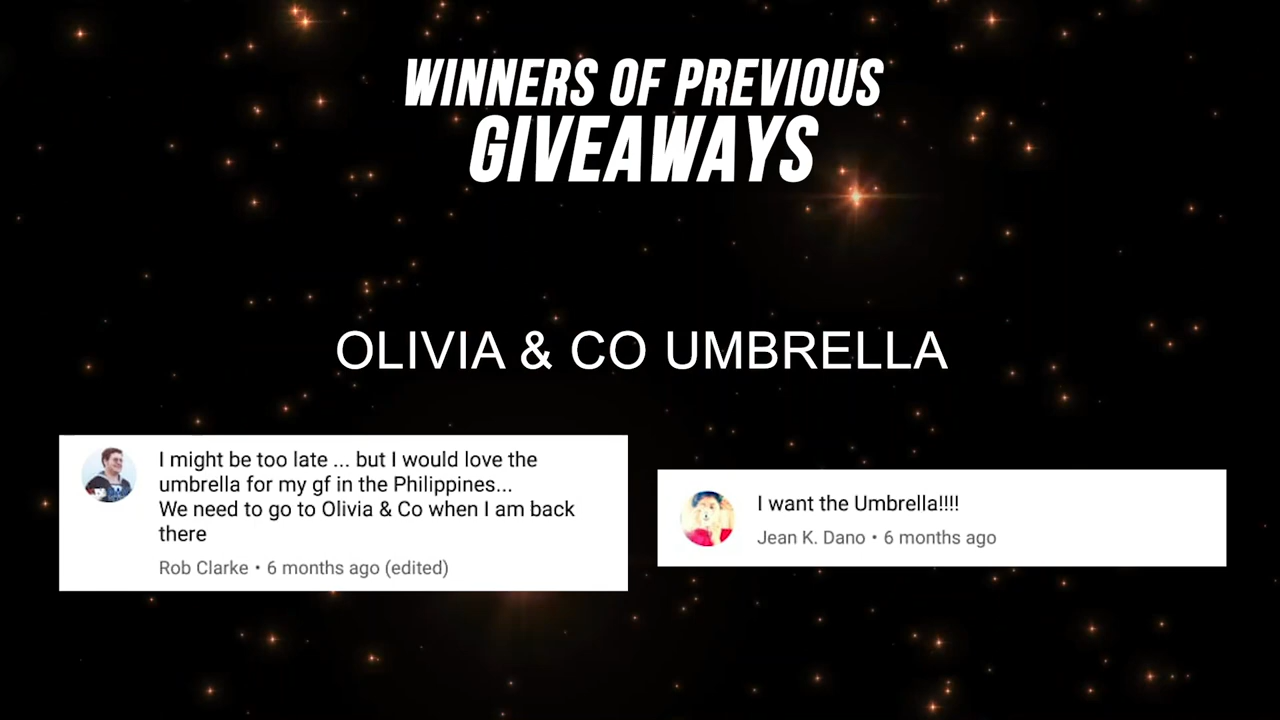 WINNERS OF PREVIOUS
GIVEAWAYS
OLIVIA & CO UMBRELLA
I might be too late ... but I would love the
umbrella for my gf in the Philippines...
We need to go to Olivia & Co when I am back
there
Rob Clarke • 6 months ago (edited)
I want the Umbrella!!!!
Jean K. Dano • 6 months ago